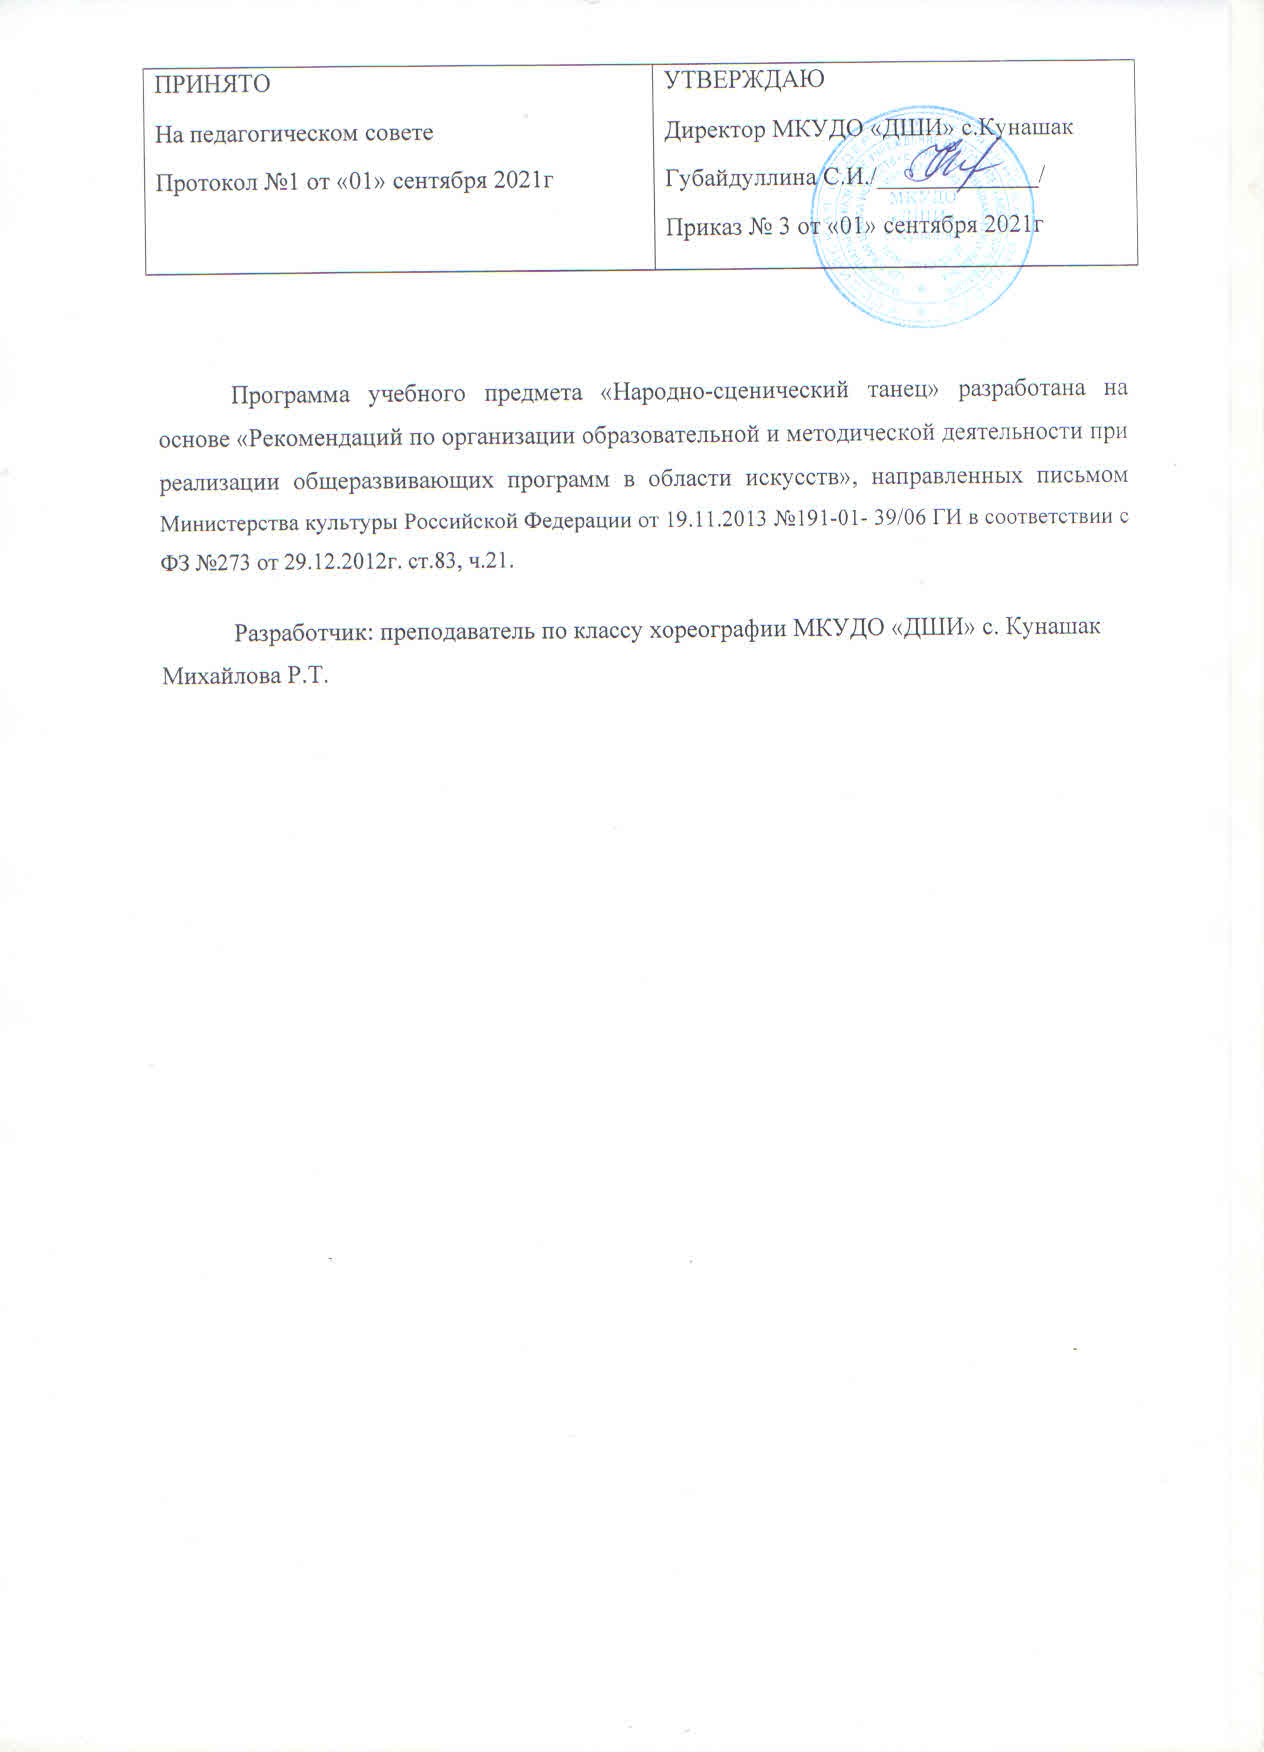 ПРИНЯТО
На педагогическом совете
Протокол №1 от «01» сентября 2021г
УТВЕРЖДАЮ
Директор МКУДО «ДШИ» с.Кунашак
Губайдуллина С.И./_____________/
Приказ № 3 от «01» сентября 2021г
МКУДО
Программа учебного предмета «Народно-сценический танец» разработана на
основе «Рекомендаций по организации образовательной и методической деятельности при
реализации общеразвивающих программ в области искусств», направленных письмом
Министерства культуры Российской Федерации от 19.11.2013 №191-01- 39/06 ГИ в соответствии с
ФЗ №273 от 29.12.2012г. ст.83, ч.21.
Разработчик: преподаватель по классу хореографии МКУДО «ДШИ» с. Кунашак
Михайлова Р.Т.